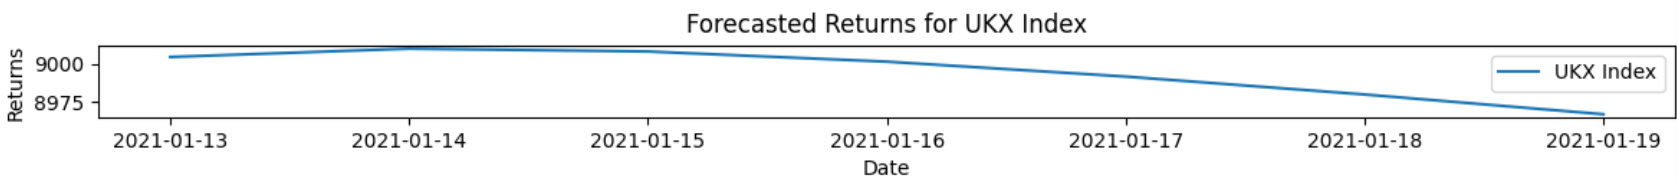 Forecasted Returns for UKX Index
Returns
9000
8975
UKX Index
2021-01-13 2021-01-14 2021-01-15 2021-01-16 2021-01-17 2021-01-18 2021-01-19
Date